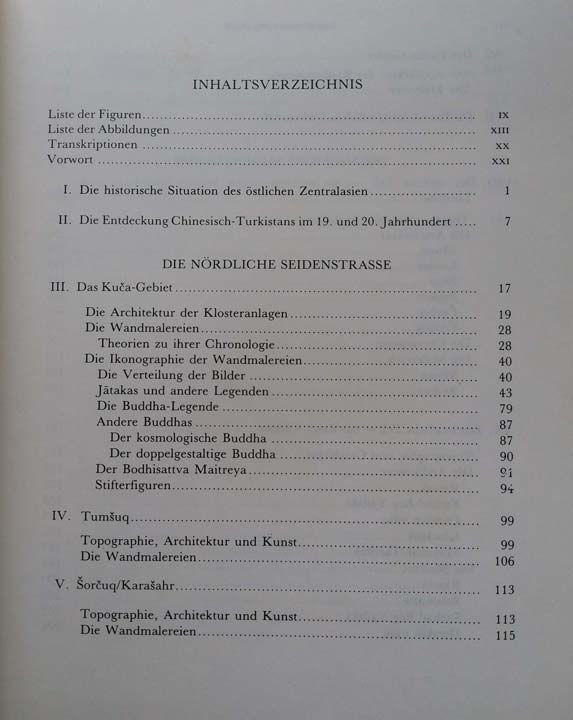 INHALTSVERZEICHNIS
Liste der Figuren IX
Liste der Abbildungen XIII
Transkriptionen XX
Vorwort XXI
I. Die historische Situation des östlichen Zentralasien 1
II. Die Entdeckung Chinesisch-Turkistans im 19. und 20. Jahrhundert 7
DIE NÖRDLICHE SEIDENSTRASSE
III. Das Kuča-Gebiet 17
Die Architektur der Klosteranlagen 19
Die Wandmalereien 28
Theorien zu ihrer Chronologie 28
Die Ikonographie der Wandmalereien 40
Die Verteilung der Bilder 40
Jātakas und andere Legenden 43
Die Buddha-Legende 79
Andere Buddhas 87
Der kosmologische Buddha 87
Der doppelgestaltige Buddha 90
Der Bodhisattva Maitreya 91
Stifterfiguren 94
IV. Tumšuq 99
Topographie, Architektur und Kunst 99
Die Wandmalereien 106
V. Šorčuq/Karašahr 113
Topographie, Architektur und Kunst 113
Die Wandmalereien 115